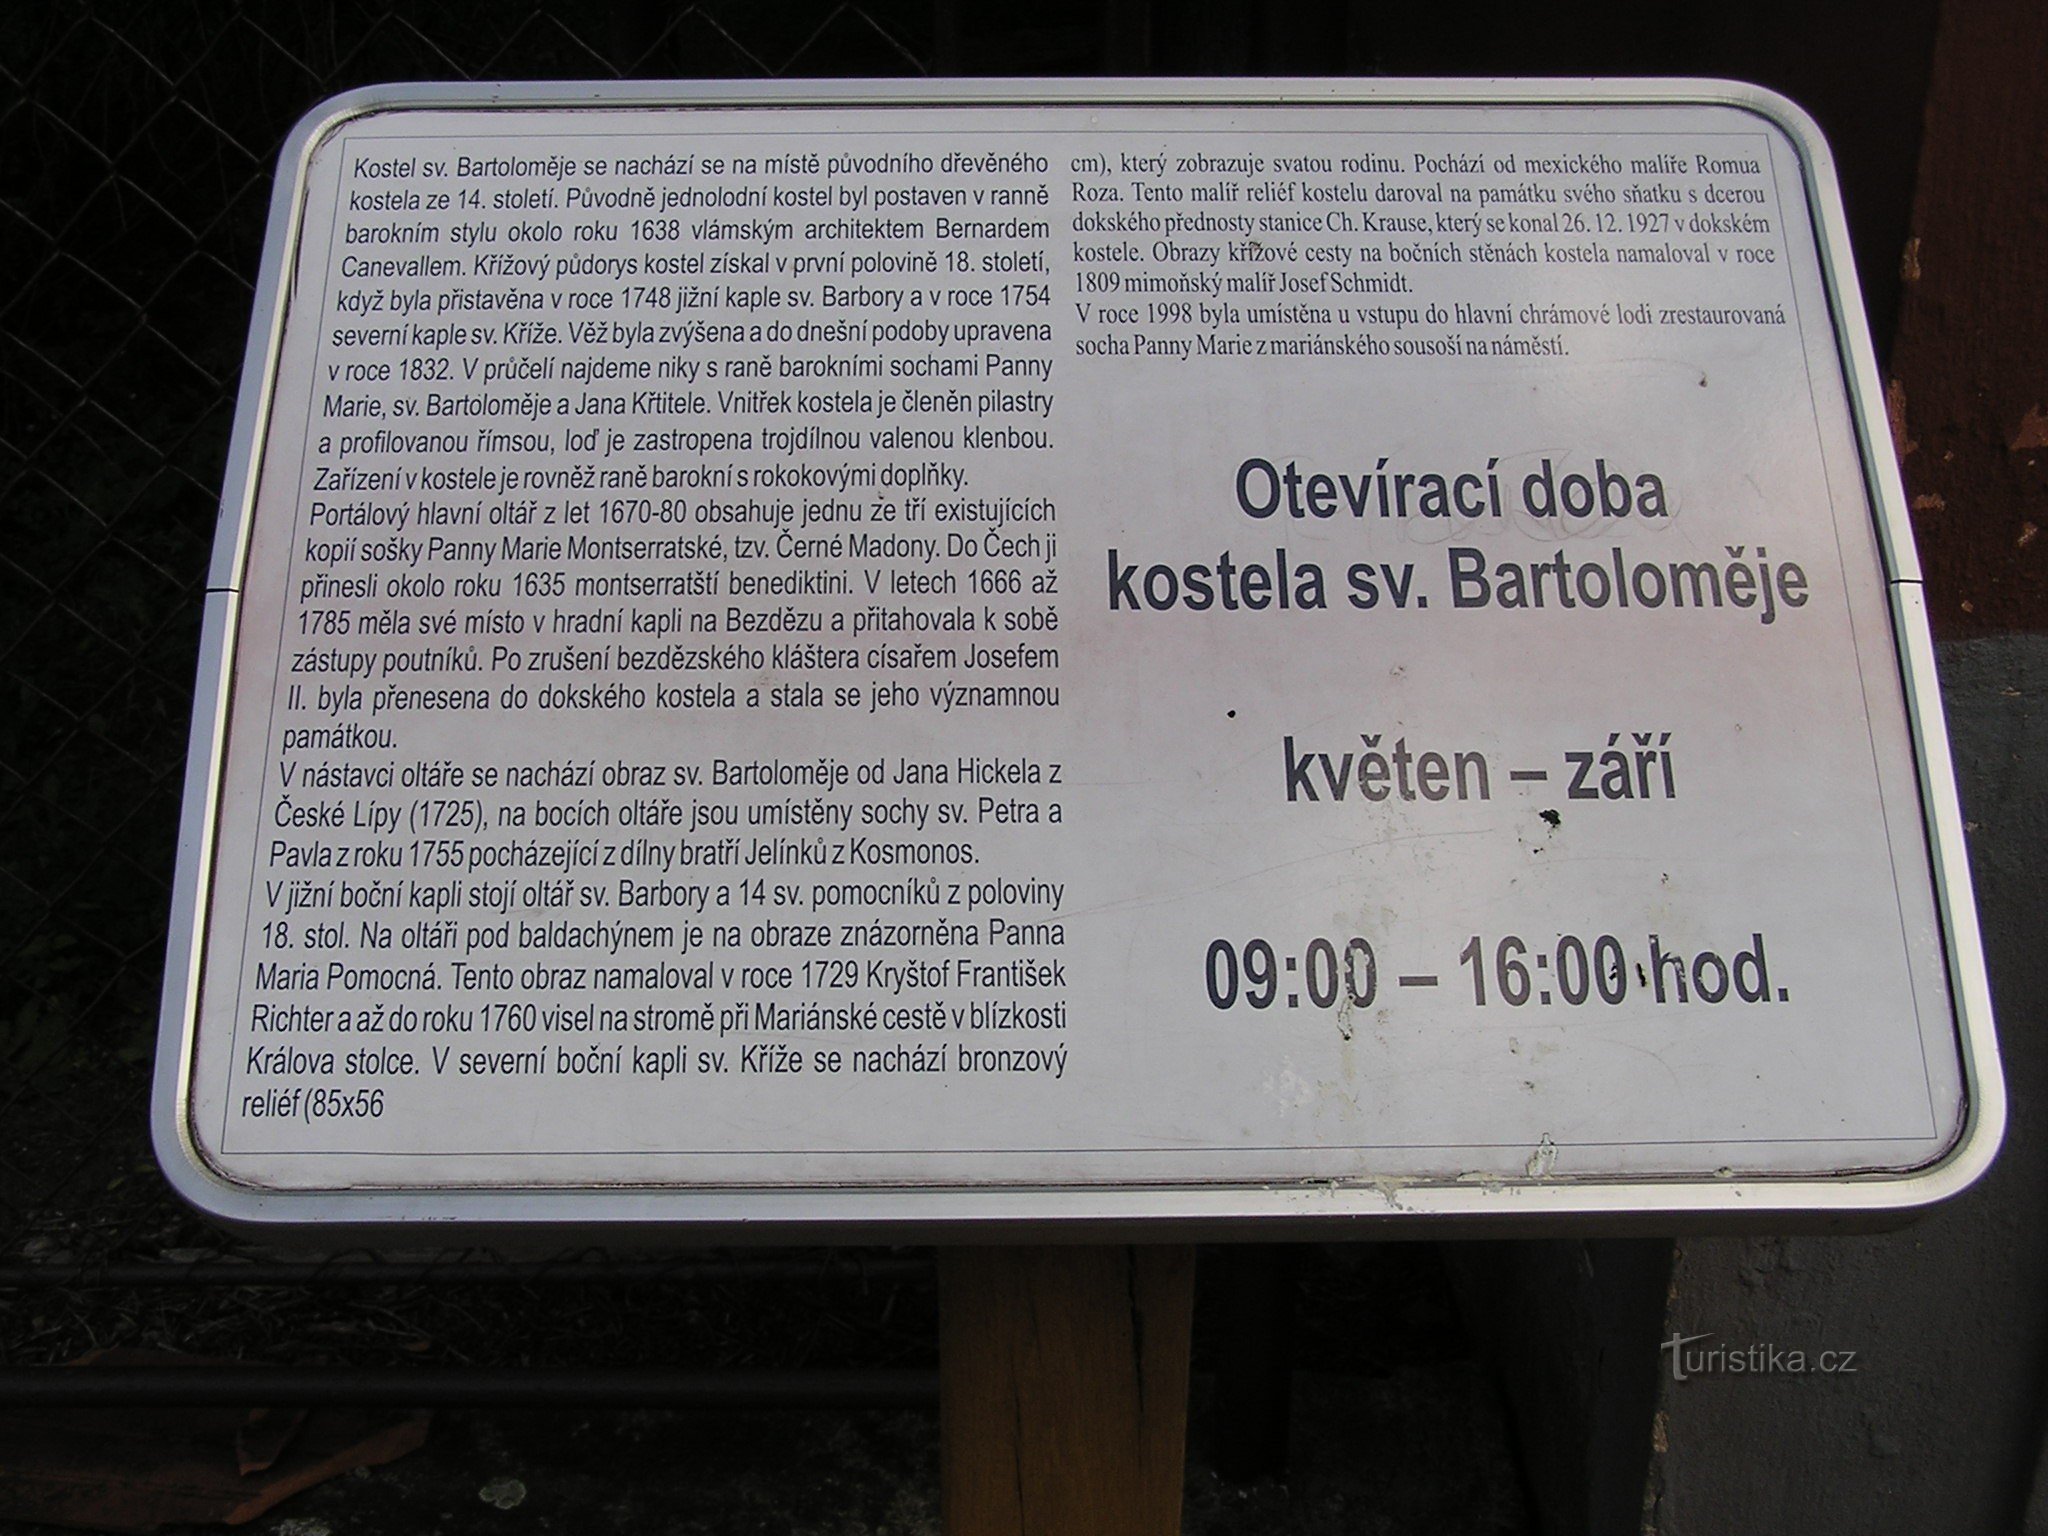 Kostel sv. Bartoloměje se nachází se na místě původního dřevěného
kostela ze 14. století. Původně jednolodní kostel byl postaven v ranně
barokním stylu okolo roku 1638 vlámským architektem Bernardem
Canevallem. Křížový půdorys kostel získal v první polovině 18. století,
když byla přistavěna v roce 1748 jižní kaple sv. Barbory a v roce 1754
severní kaple sv. Kříže. Věž byla zvýšena a do dnešní podoby upravena
v roce 1832. V průčelí najdeme niky s raně barokními sochami Panny
Marie, sv. Bartoloměje a Jana Křtitele. Vnitřek kostela je členěn pilastry
a profilovanou římsou, loď je zastropena trojdílnou valenou klenbou.
Zařízení v kostele je rovněž raně barokní s rokokovými doplňky.
Portálový hlavní oltář z let 1670-80 obsahuje jednu ze tří existujících
kopií sošky Panny Marie Montserratské, tzv. Černé Madony. Do Čech ji
přinesli okolo roku 1635 montserratští benediktini. V letech 1666 až
1785 měla své místo v hradní kapli na Bezdězu a přitahovala k sobě
zástupy poutníků. Po zrušení bezdězského kláštera císařem Josefem
II. byla přenesena do dokského kostela a stala se jeho významnou
památkou.
V nástavci oltáře se nachází obraz sv. Bartoloměje od Jana Hickela z
České Lípy (1725), na bocích oltáře jsou umístěny sochy sv. Petra a
Pavla z roku 1755 pocházející z dílny bratří Jelínků z Kosmonos.
V jižní boční kapli stojí oltář sv. Barbory a 14 sv. pomocníků z poloviny
18. stol. Na oltáři pod baldachýnem je na obraze znázorněna Panna
Maria Pomocná. Tento obraz namaloval v roce 1729 Kryštof František
Richter a až do roku 1760 visel na stromě při Mariánské cestě v blízkosti
Králova stolce. V severní boční kapli sv. Kříže se nachází bronzový
reliéf (85x56
cm), který zobrazuje svatou rodinu. Pochází od mexického malíře Romua
Roza. Tento malíř reliéf kostelu daroval na památku svého sňatku s dcerou
dokského přednosty stanice Ch. Krause, který se konal 26. 12. 1927 v dokském
kostele. Obrazy křížové cesty na bočních stěnách kostela namaloval v roce
1809 mimoňský malíř Josef Schmidt.
V roce 1998 byla umístěna u vstupu do hlavní chrámové lodi zrestaurovaná
socha Panny Marie z mariánského sousoší na náměstí.
Otevírací doba
kostela sv. Bartoloměje
květen – září
09:00 – 16:00 hod.
Turistika.cz